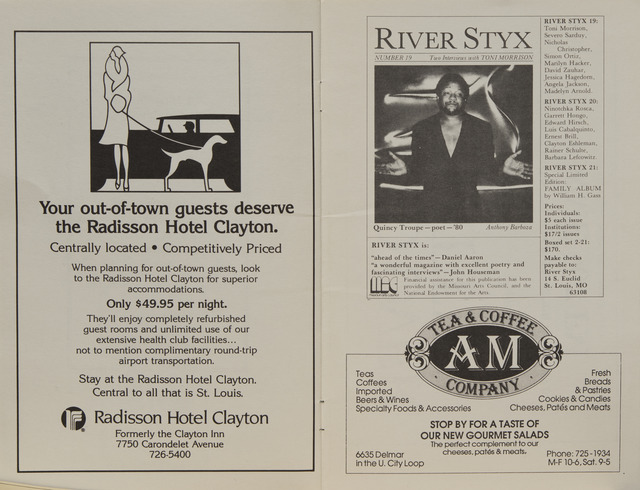 Your out-of-town guests deserve
the Radisson Hotel Clayton.
Centrally located • Competitively Priced
When planning for out-of-town guests, look
to the Radisson Hotel Clayton for superior
accommodations.
Only $49.95 per night.
They'll enjoy completely refurbished
guest rooms and unlimited use of our
extensive health club facilities...
not to mention complimentary round-trip
airport transportation.
Stay at the Radisson Hotel Clayton.
Central to all that is St. Louis.
Radisson Hotel Clayton
Formerly the Clayton Inn
7750 Carondelet Avenue
726-5400
RIVER STYX
NUMBER 19 Two Interviews with TONI MORRISON
Quincy Troupe—poet—'80 Anthony Barboza
RIVER STYX is:
"ahead of the times"—Daniel Aaron
"a wonderful magazine with excellent poetry and
fascinating interviews"—John Houseman
Financial assistance for this publication has been
provided by the Missouri Arts Council, and the
National Endowment for the Arts.
RIVER STYX 19:
Toni Morrison,
Severo Sarduy,
Nicholas
Christopher,
Simon Ortiz,
Marilyn Hacker,
David Zauhar,
Jessica Hagedorn,
Angela Jackson,
Madelyn Arnold.
RIVER STYX 20:
Ninotchka Rosca,
Garrett Hongo,
Edward Hirsch,
Luis Cabalquinto,
Ernest Brill,
Clayton Eshleman,
Rainer Schulte,
Barbara Lefcowitz
RIVER STYX 21:
Special Limited
Edition:
FAMILY ALBUM
by William H. Gass
Prices:
Individuals:
$5 each issue
Institutions:
$17/2 issues
Boxed set 2-21:
$170.
Make checks
payable to:
River Styx
14 S. Euclid
St. Louis, MO
63108
TEA & COFFEE
AM
COMPANY
Teas
Coffees
Imported
Beers & Wines
Specialty Foods & Accessories
Fresh
Breads
& Pastries
Cookies & Candies
Cheeses, Patés and Meats
STOP BY FOR A TASTE OF
OUR NEW GOURMET SALADS
The perfect complement to our
cheeses, patés & meats.
6635 Delmar
in the U. City Loop
Phone: 725-1934
M-F 10-6, Sat. 9-5